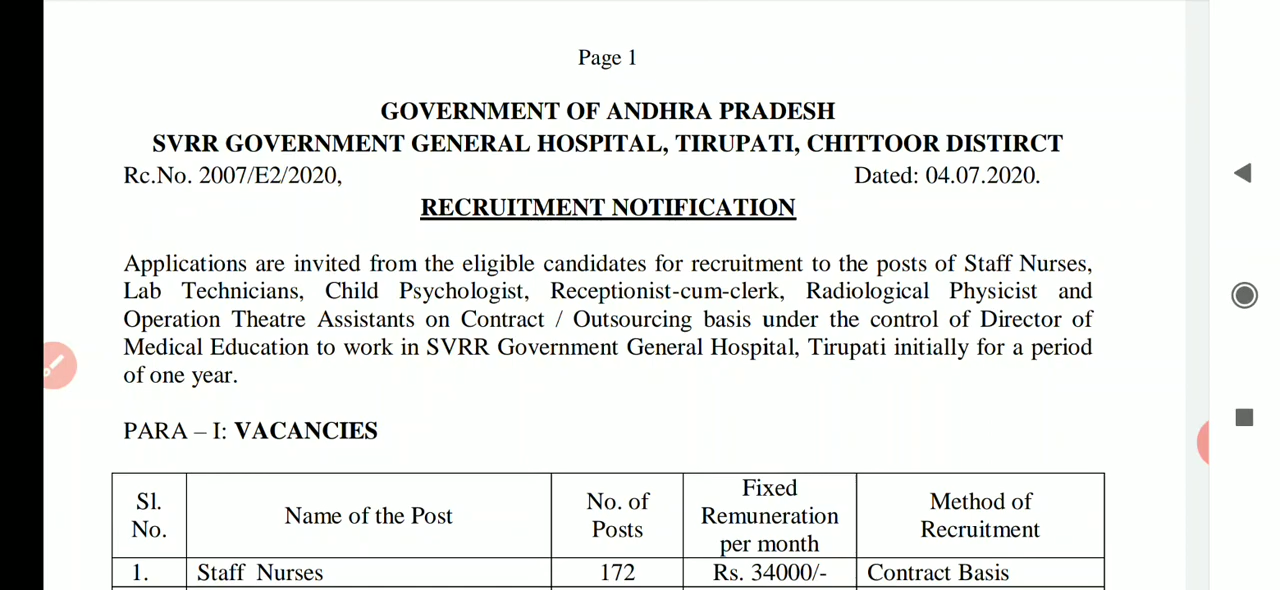 Page 1
GOVERNMENT OF ANDHRA PRADESH
SVRR GOVERNMENT GENERAL HOSPITAL, TIRUPATI, CHITTOOR DISTIRCT
Rc.No. 2007/E2/2020, Dated: 04.07.2020.
RECRUITMENT NOTIFICATION
Applications are invited from the eligible candidates for recruitment to the posts of Staff Nurses,
Lab Technicians, Child Psychologist, Receptionist-cum-clerk, Radiological Physicist and
Operation Theatre Assistants on Contract / Outsourcing basis under the control of Director of
Medical Education to work in SVRR Government General Hospital, Tirupati initially for a period
of one year.
PARA – I: VACANCIES
Sl. No. Name of the Post No. of Posts Fixed Remuneration per month Method of Recruitment
1. Staff Nurses 172 Rs. 34000/- Contract Basis